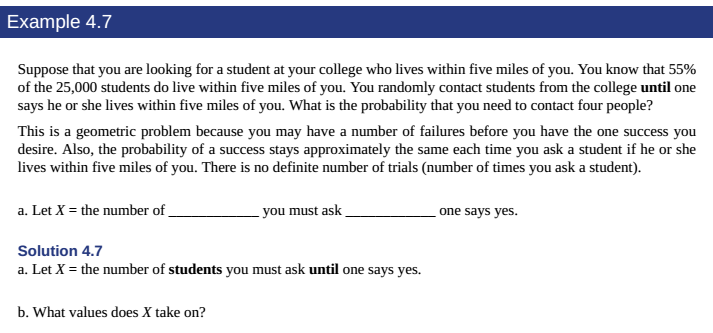 Example 4.7
Suppose that you are looking for a student at your college who lives within five miles of you. You know that 55%
of the 25,000 students do live within five miles of you. You randomly contact students from the college until one
says he or she lives within five miles of you. What is the probability that you need to contact four people?
This is a geometric problem because you may have a number of failures before you have the one success you
desire. Also, the probability of a success stays approximately the same each time you ask a student if he or she
lives within five miles of you. There is no definite number of trials (number of times you ask a student).
a. Let X = the number of ____________ you must ask ____________ one says yes.
Solution 4.7
a. Let X = the number of students you must ask until one says yes.
b. What values does X take on?